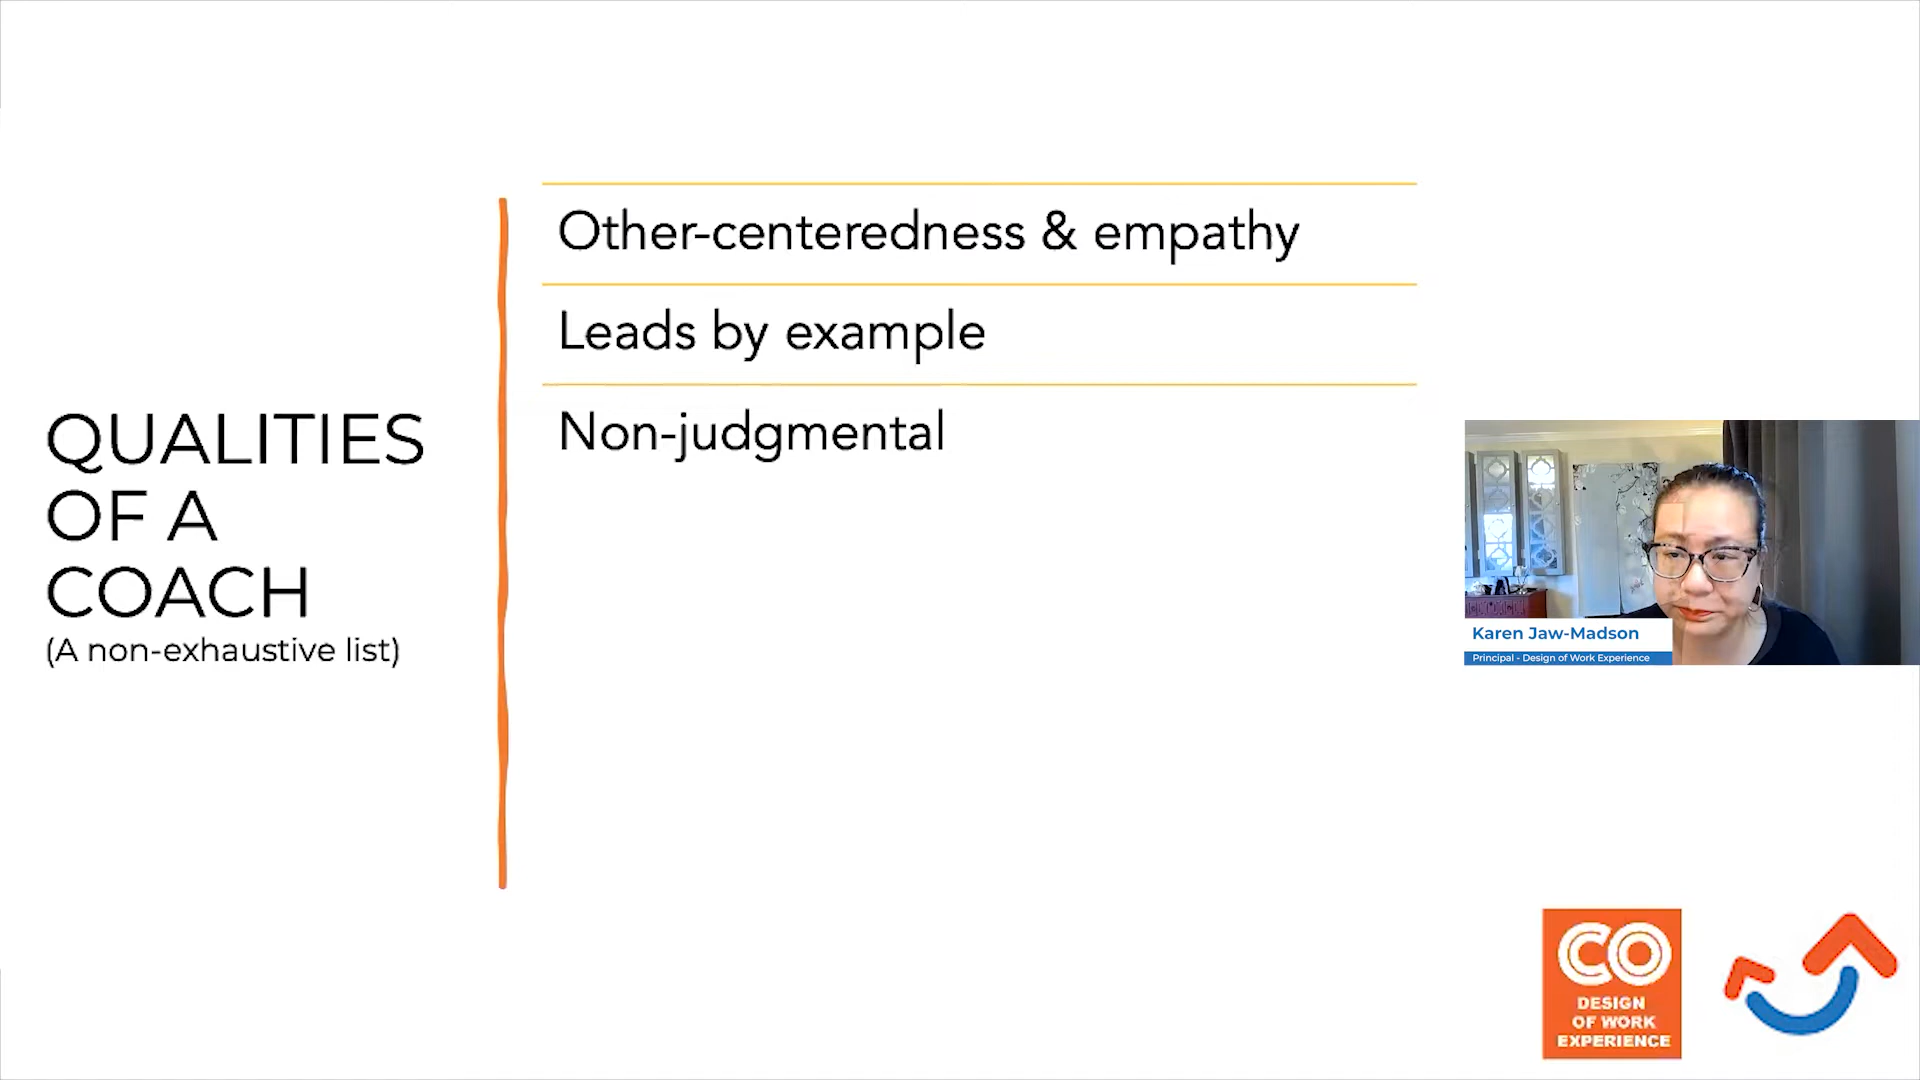 QUALITIES
OF A
COACH
(A non-exhaustive list)
Other-centeredness & empathy
Leads by example
Non-judgmental
Karen Jaw-Madson
Principal - Design of Work Experience
CO
DESIGN
OF WORK
EXPERIENCE